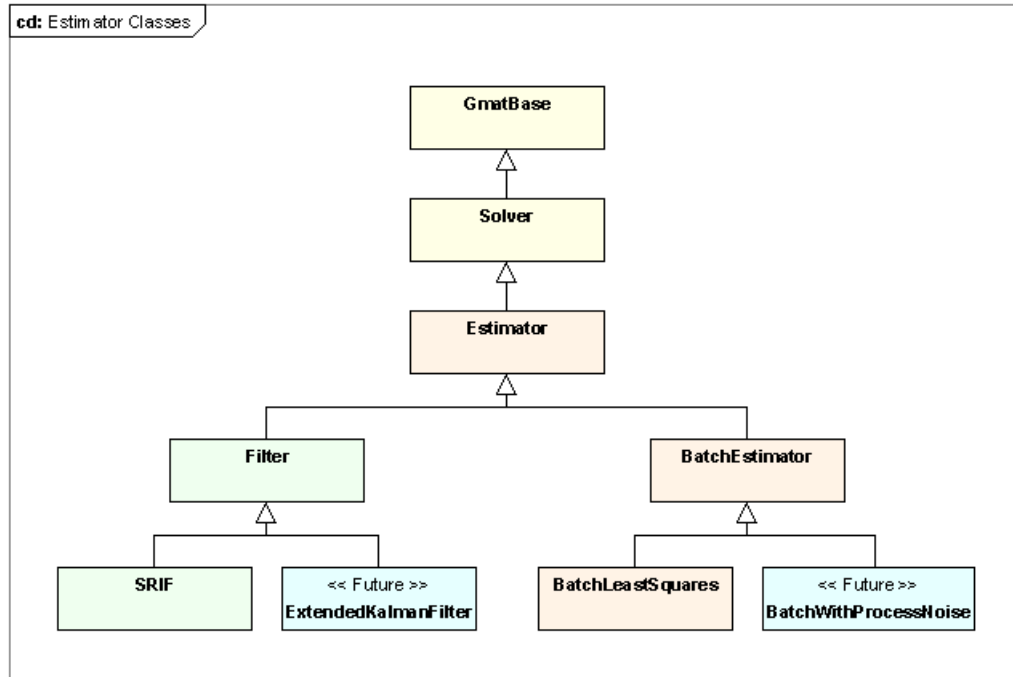 cd: Estimator Classes
GmatBase
Solver
Estimator
Filter
BatchEstimator
SRIF
<< Future >>
ExtendedKalmanFilter
BatchLeastSquares
<< Future >>
BatchWithProcessNoise